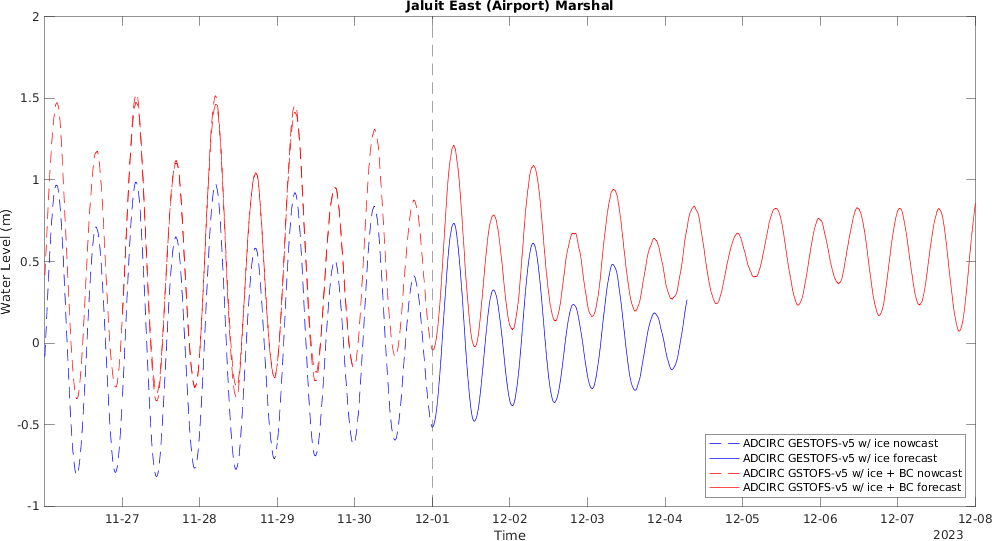 Jaluit East (Airport) Marshal
2
1.5
1
0.5
0
-0.5
-1
Water Level (m)
ADCIRC GESTOFS-v5 w/ ice nowcast
ADCIRC GESTOFS-v5 w/ ice forecast
ADCIRC GSTOFS-v5 w/ ice + BC nowcast
ADCIRC GSTOFS-v5 w/ ice + BC forecast
11-27 11-28 11-29 11-30 12-01 12-02 12-03 12-04 12-05 12-06 12-07 12-08
Time
2023